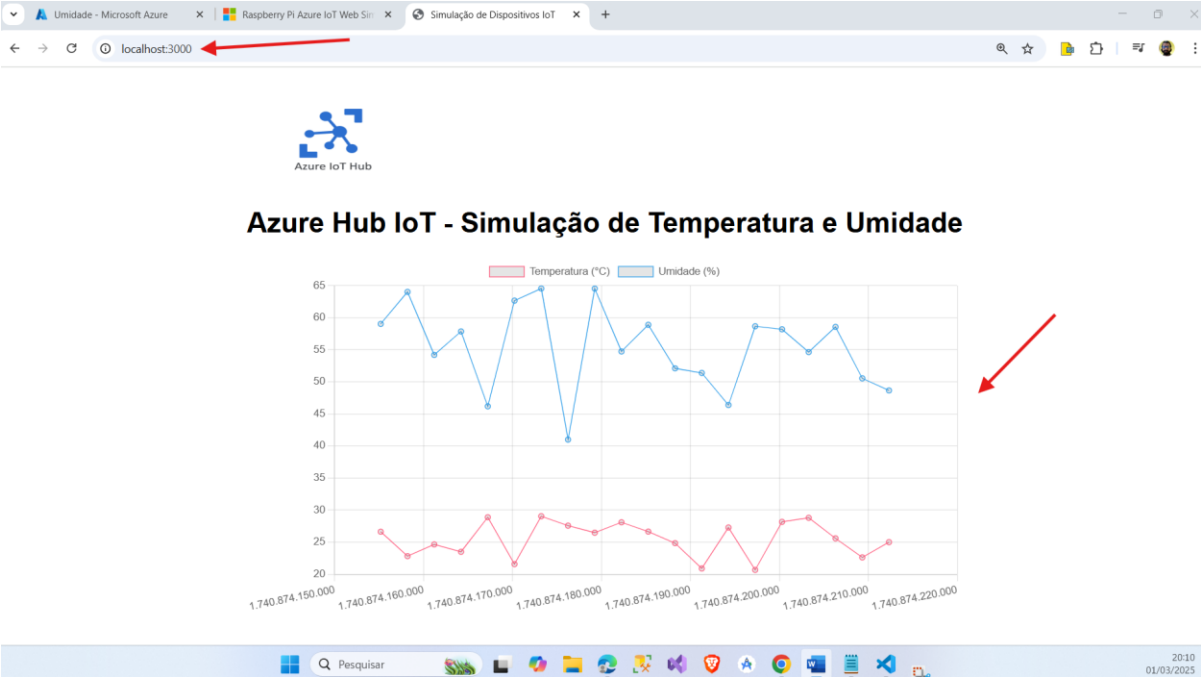 Umidade - Microsoft Azure
Raspberry Pi Azure IoT Web Sim
Simulação de Dispositivos IoT
localhost:3000
Azure IoT Hub
Azure Hub IoT - Simulação de Temperatura e Umidade
Temperatura (°C) Umidade (%)
65
60
55
50
45
40
35
30
25
20
1.740.874.150.000 1.740.874.160.000 1.740.874.170.000 1.740.874.180.000 1.740.874.190.000 1.740.874.200.000 1.740.874.210.000 1.740.874.220.000
Pesquisar
20:10
01/03/2025